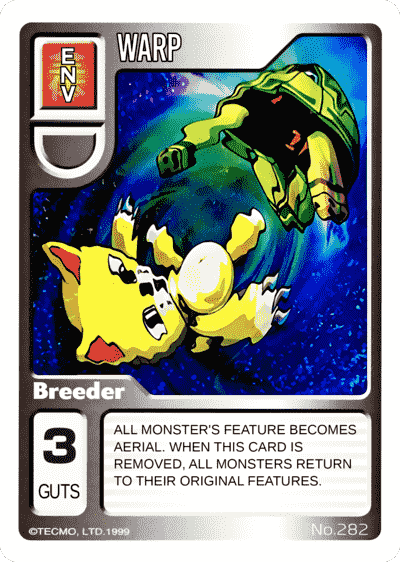 ENV
WARP
Breeder
3
GUTS
ALL MONSTER'S FEATURE BECOMES
AERIAL. WHEN THIS CARD IS
REMOVED, ALL MONSTERS RETURN
TO THEIR ORIGINAL FEATURES.
©TECMO, LTD.1999
No.282